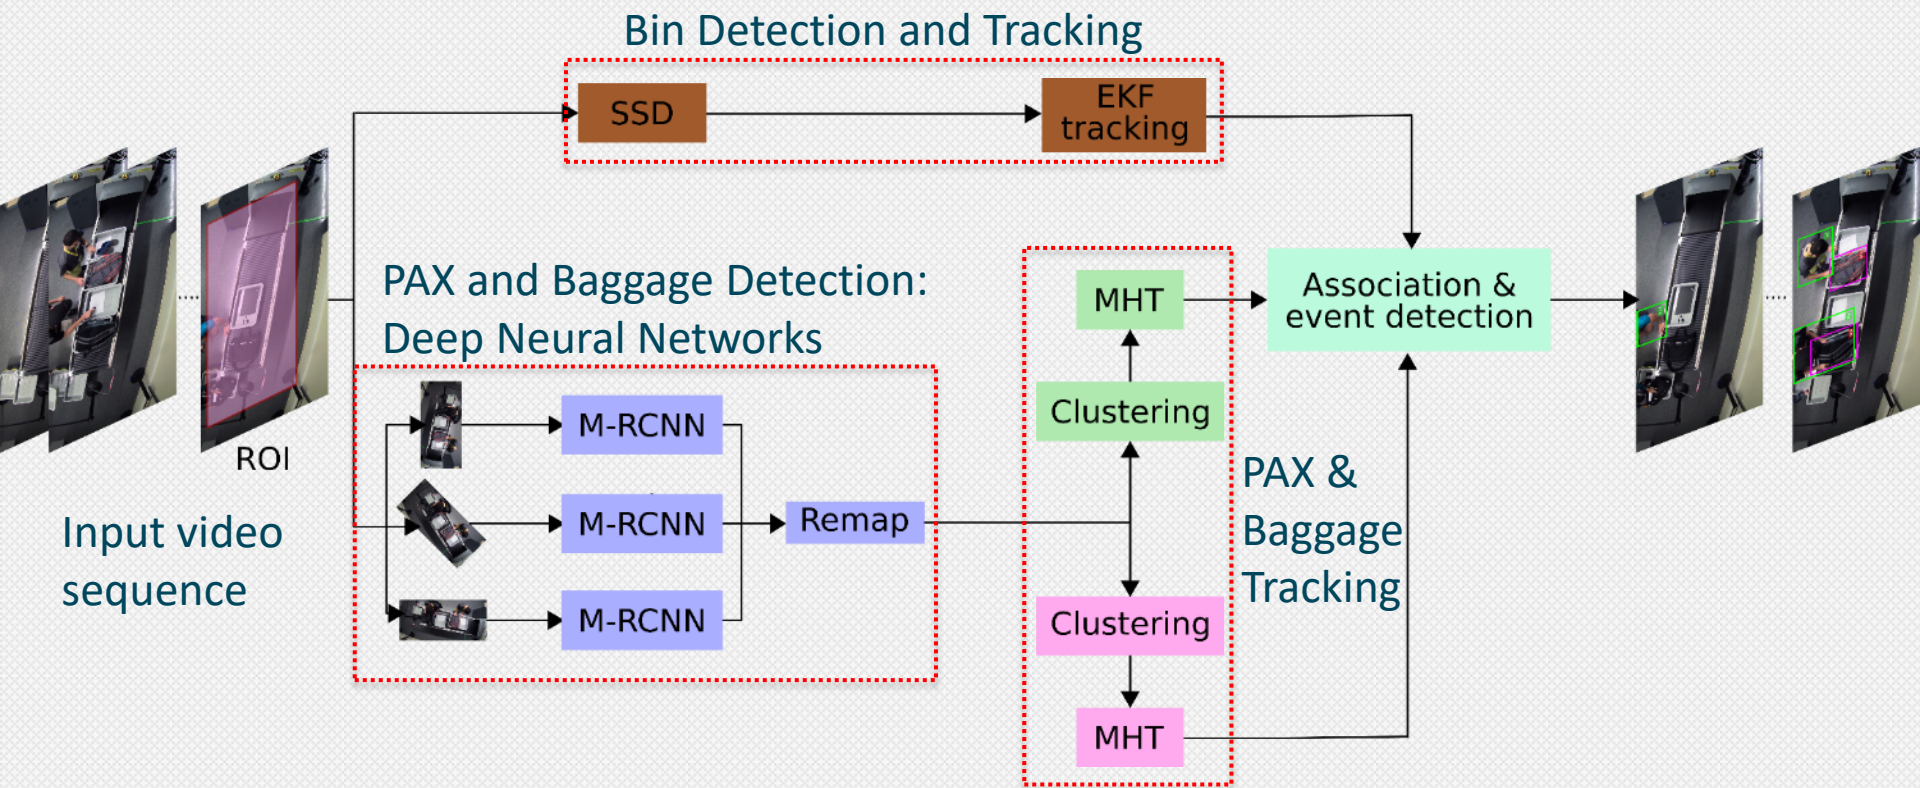 Bin Detection and Tracking
SSD
EKF
tracking
PAX and Baggage Detection:
Deep Neural Networks
ROI
Input video
sequence
M-RCNN
M-RCNN
M-RCNN
Remap
MHT
Clustering
Clustering
MHT
PAX &
Baggage
Tracking
Association &
event detection